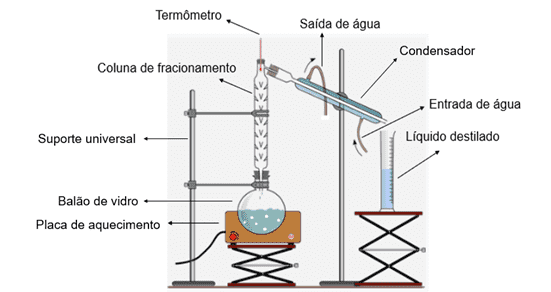 Termômetro
Saída de água
Condensador
Coluna de fracionamento
Entrada de água
Líquido destilado
Suporte universal
Balão de vidro
Placa de aquecimento